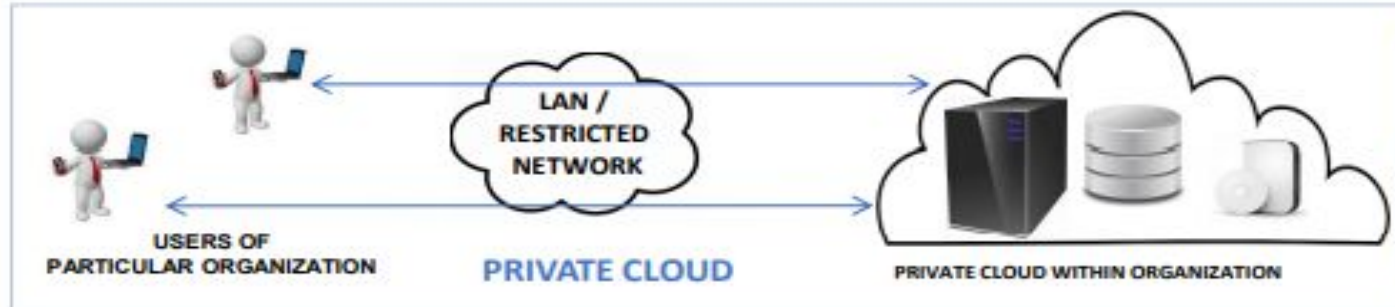 LAN /
RESTRICTED
NETWORK
USERS OF
PARTICULAR ORGANIZATION
PRIVATE CLOUD
PRIVATE CLOUD WITHIN ORGANIZATION